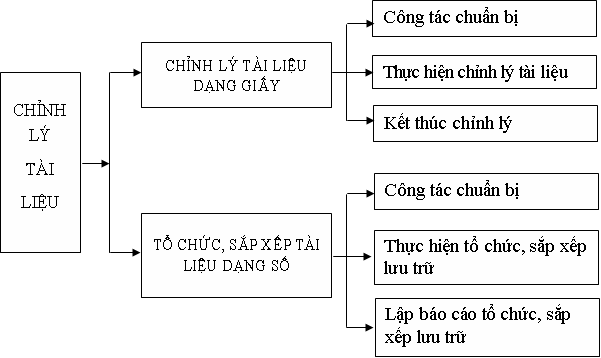 CHỈNH
LÝ
TÀI
LIỆU
CHỈNH LÝ TÀI LIỆU
DẠNG GIẤY
Công tác chuẩn bị
Thực hiện chỉnh lý tài liệu
Kết thúc chỉnh lý
TỔ CHỨC, SẮP XẾP TÀI
LIỆU DẠNG SỐ
Công tác chuẩn bị
Thực hiện tổ chức, sắp xếp
lưu trữ
Lập báo cáo tổ chức, sắp
xếp lưu trữ